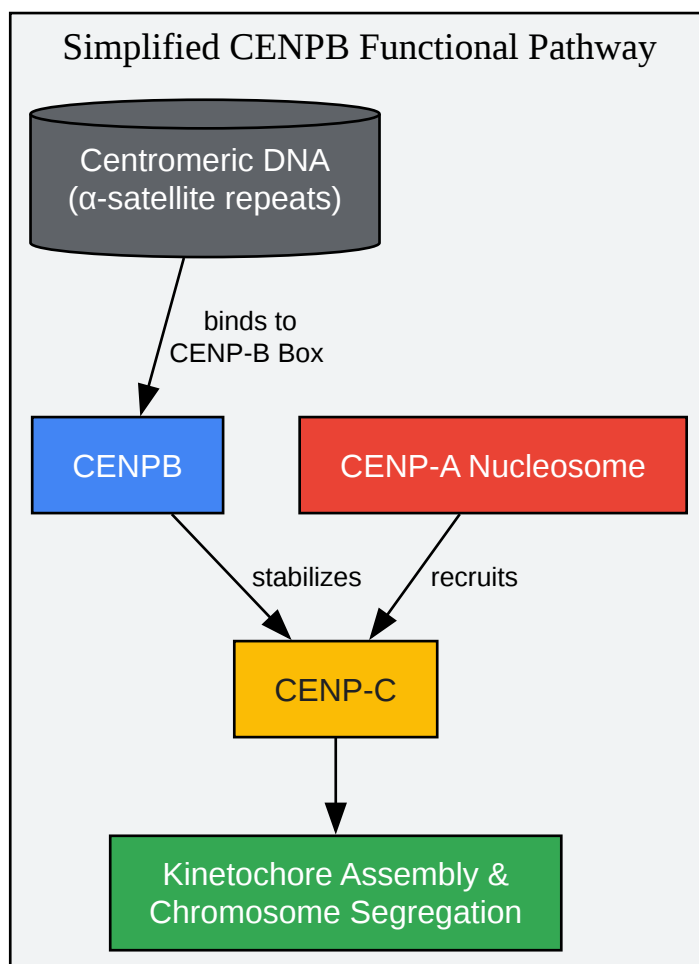 Simplified CENPB Functional Pathway
Centromeric DNA
(α-satellite repeats)
binds to
CENP-B Box
CENPB
CENP-A Nucleosome
stabilizes
recruits
CENP-C
Kinetochore Assembly &
Chromosome Segregation